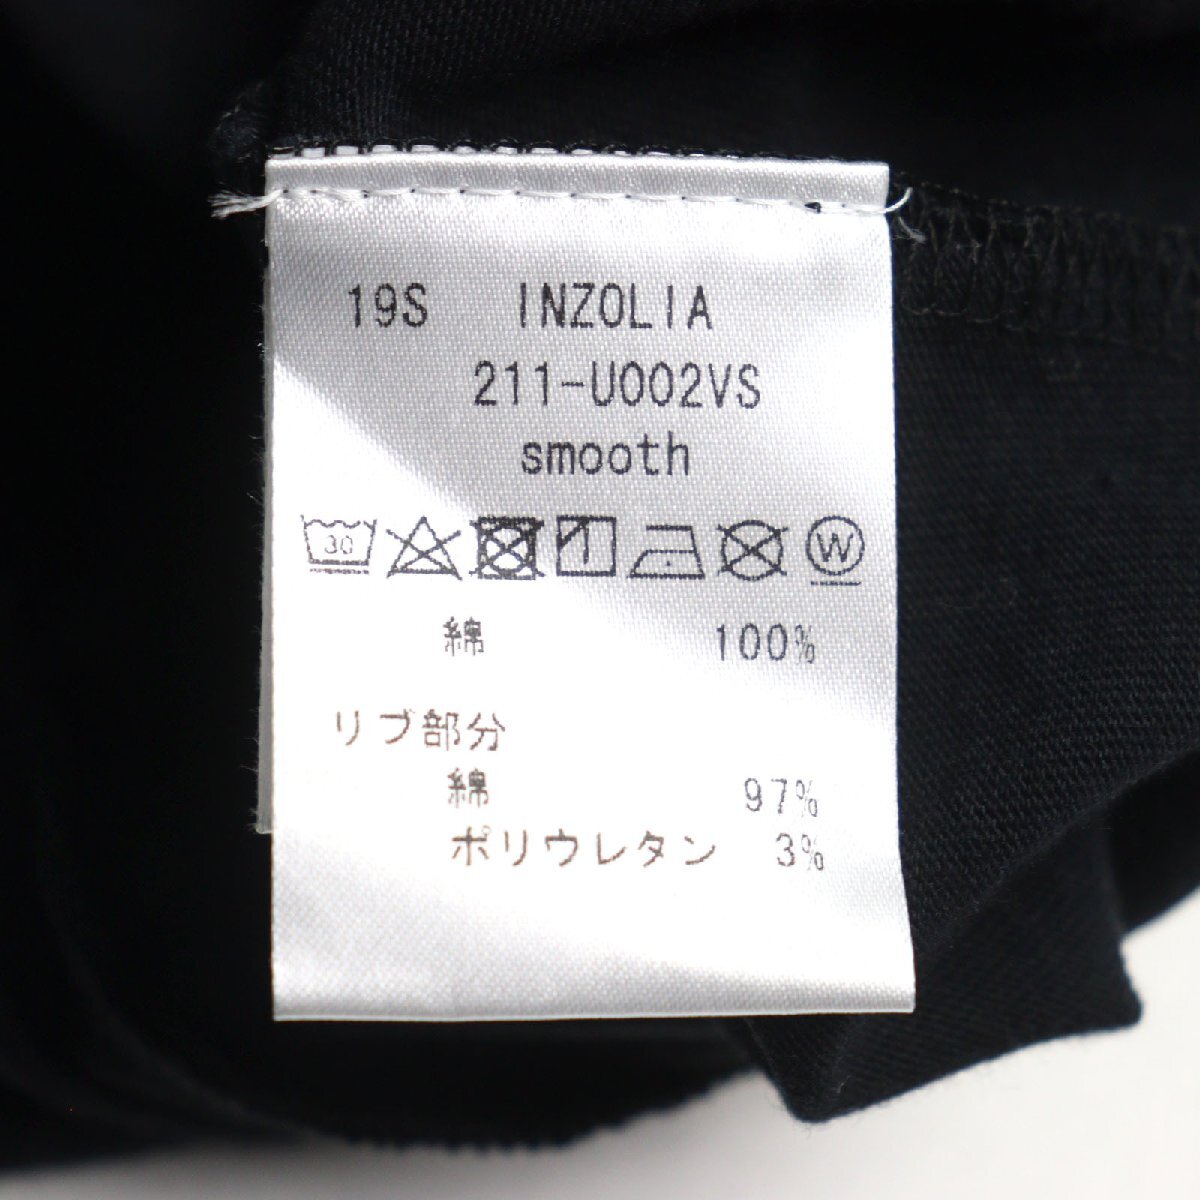 19S INZOLIA
211-U002VS
smooth
30 W
綿 100%
リブ部分
綿 97%
ポリウレタン 3%